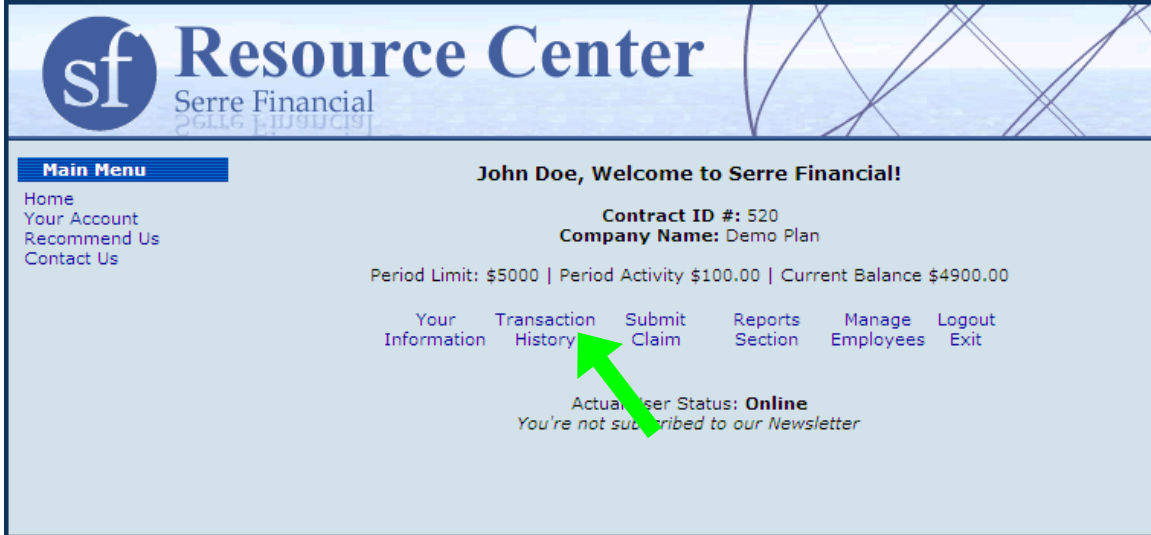 sf
Resource Center
Serre Financial
Main Menu
Home
Your Account
Recommend Us
Contact Us
John Doe, Welcome to Serre Financial!
Contract ID #: 520
Company Name: Demo Plan
Period Limit: $5000 | Period Activity $100.00 | Current Balance $4900.00
Your Transaction Submit Reports Manage Logout
Information History Claim Section Employees Exit
Actual User Status: Online
You're not subscribed to our Newsletter